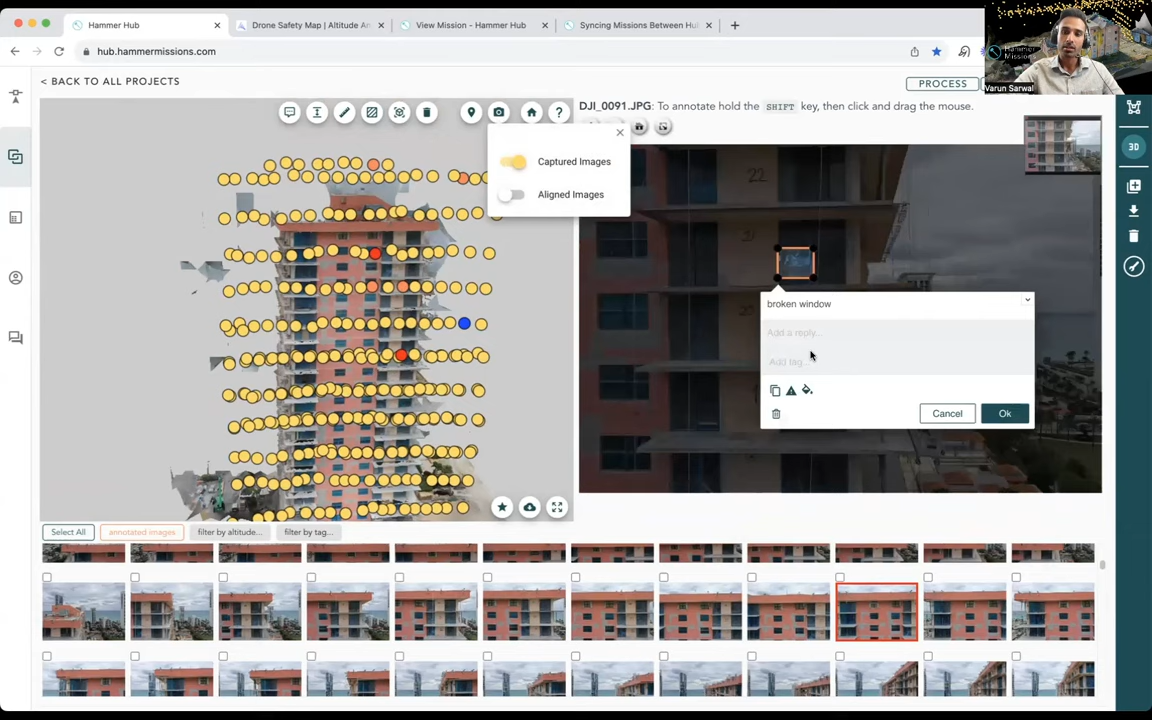 Hammer Hub
Drone Safety Map | Altitude An
View Mission - Hammer Hub
Syncing Missions Between Hu
hub.hammermissions.com
Hammer
Missions
Varun Sarwal
< BACK TO ALL PROJECTS
PROCESS
DJI_0091.JPG: To annotate hold the SHIFT key, then click and drag the mouse.
?
Captured Images
Aligned Images
3D
22
broken window
Add a reply...
Add tag...
Cancel
Ok
Select All
annotated images
filter by altitude...
filter by tag...